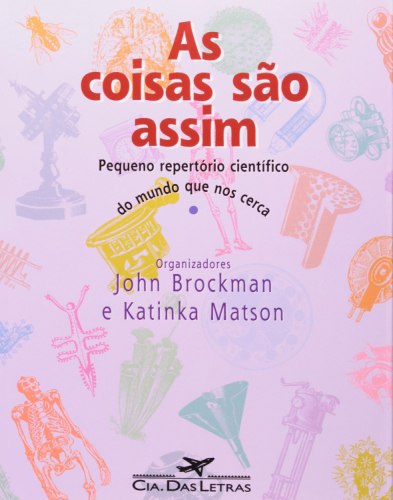 As
coisas são
assim
Pequeno repertório científico
do mundo que nos cerca
Organizadores
John Brockman
e Katinka Matson
CIA. DAS LETRAS